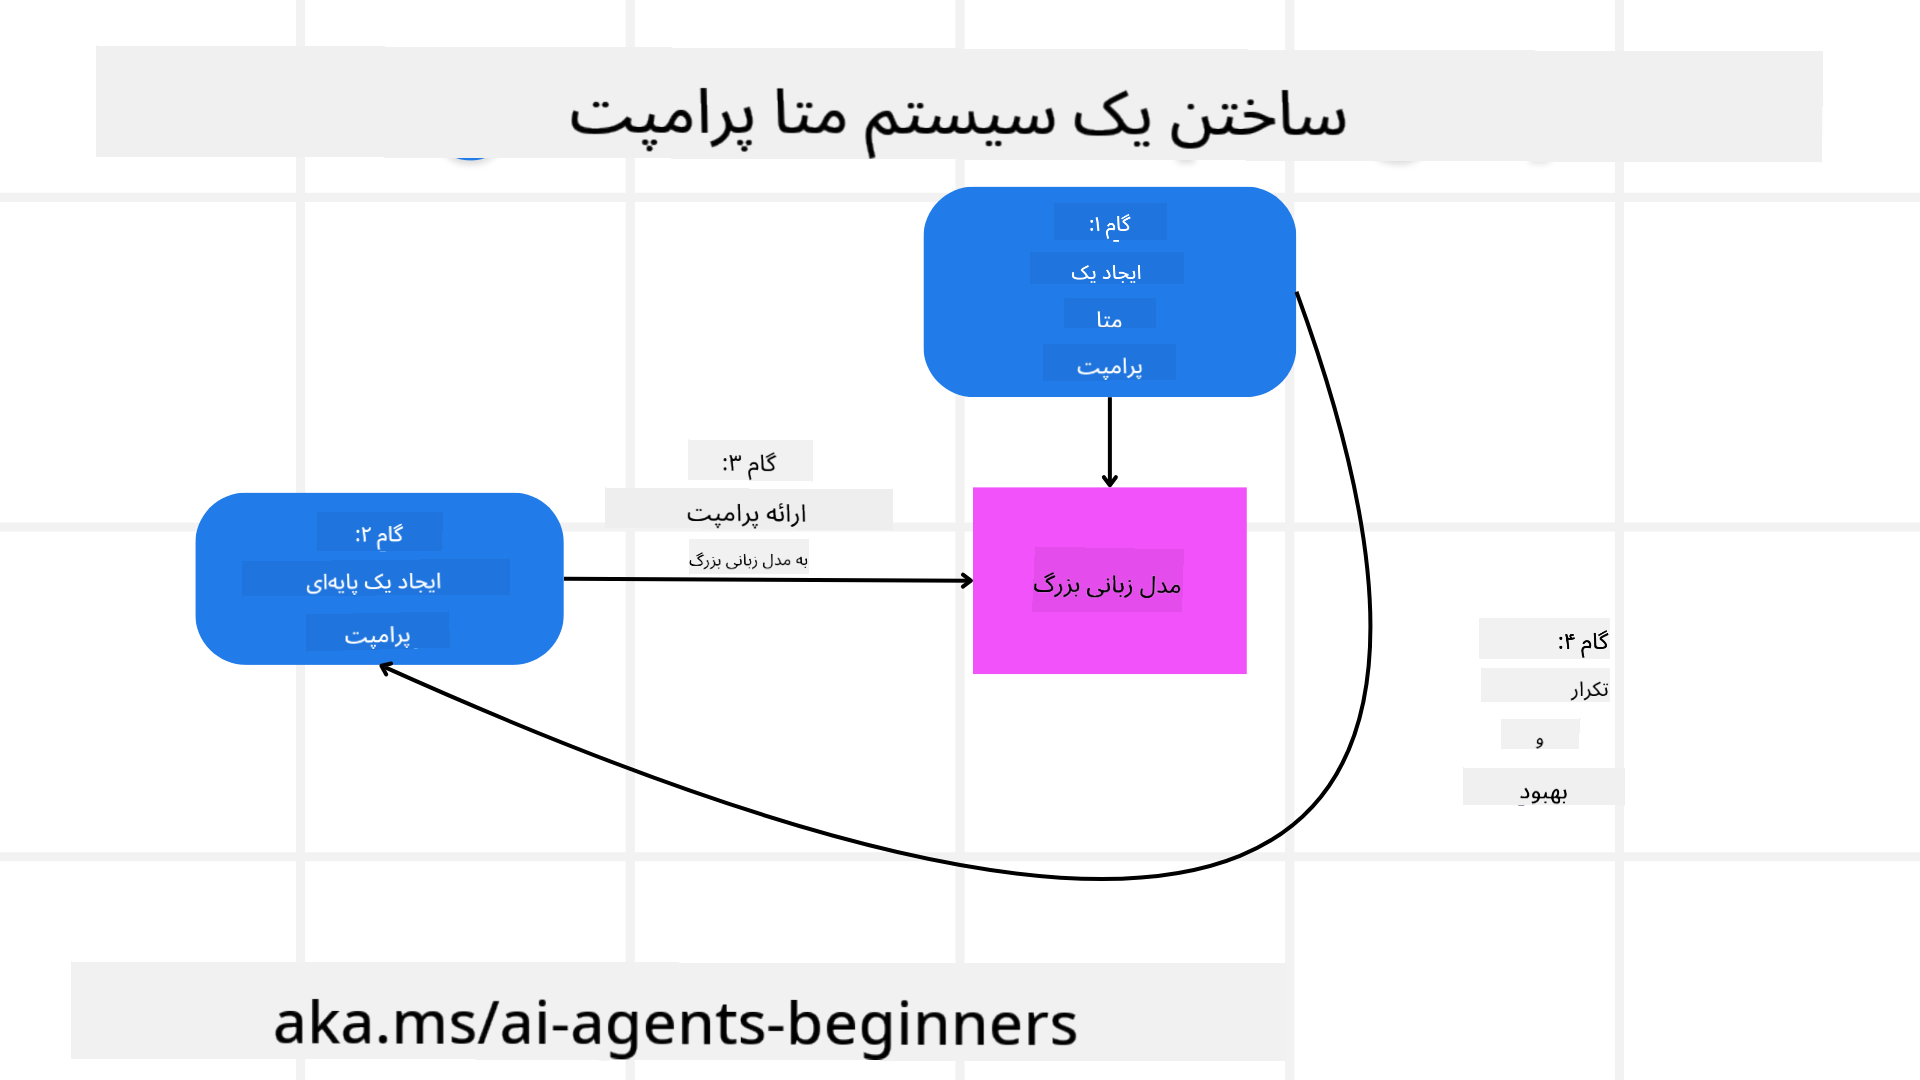 ساختن یک سیستم متا پرامپت
گام ۱:
ایجاد یک
متا
پرامپت
گام ۲:
ایجاد یک پایه‌ای
پرامپت
گام ۳:
ارائه پرامپت
به مدل زبانی بزرگ
مدل زبانی بزرگ
گام ۴:
تکرار
و
بهبود
aka.ms/ai-agents-beginners